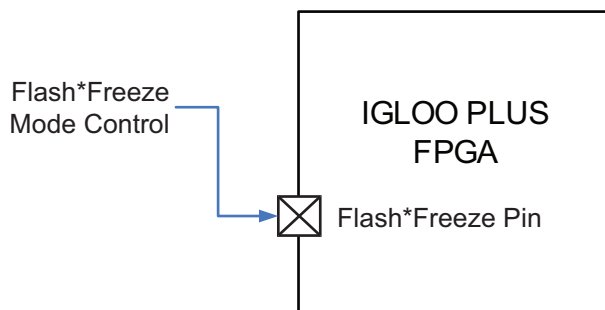 Flash*Freeze
Mode Control
IGLOO PLUS
FPGA
Flash*Freeze Pin